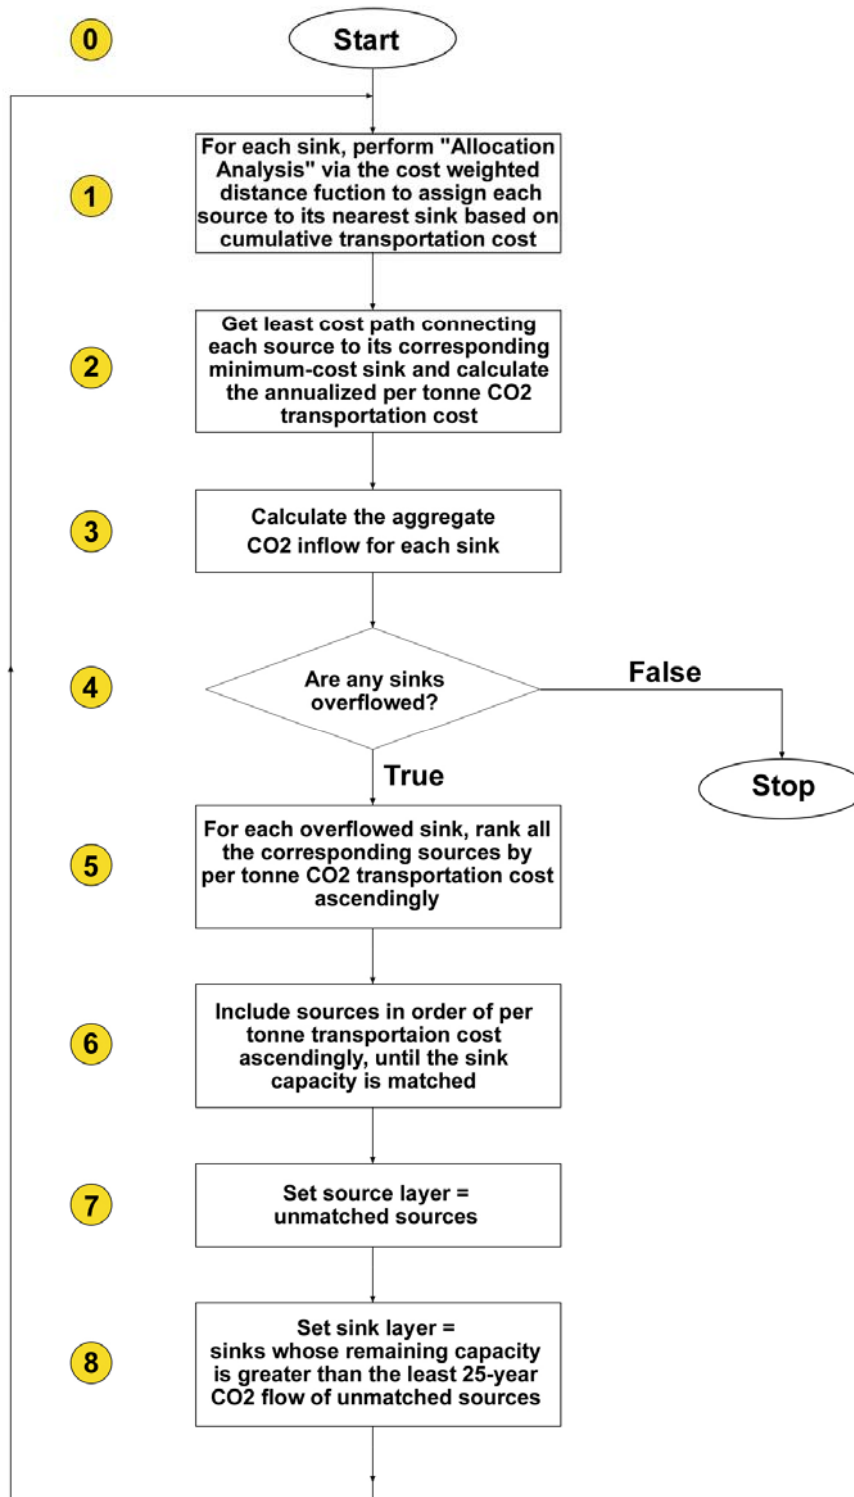 0
Start
1
For each sink, perform "Allocation
Analysis" via the cost weighted
distance fuction to assign each
source to its nearest sink based on
cumulative transportation cost
2
Get least cost path connecting
each source to its corresponding
minimum-cost sink and calculate
the annualized per tonne CO2
transportation cost
3
Calculate the aggregate
CO2 inflow for each sink
4
Are any sinks
overflowed?
False
Stop
True
5
For each overflowed sink, rank all
the corresponding sources by
per tonne CO2 transportation cost
ascendingly
6
Include sources in order of per
tonne transportaion cost
ascendingly, until the sink
capacity is matched
7
Set source layer =
unmatched sources
8
Set sink layer =
sinks whose remaining capacity
is greater than the least 25-year
CO2 flow of unmatched sources